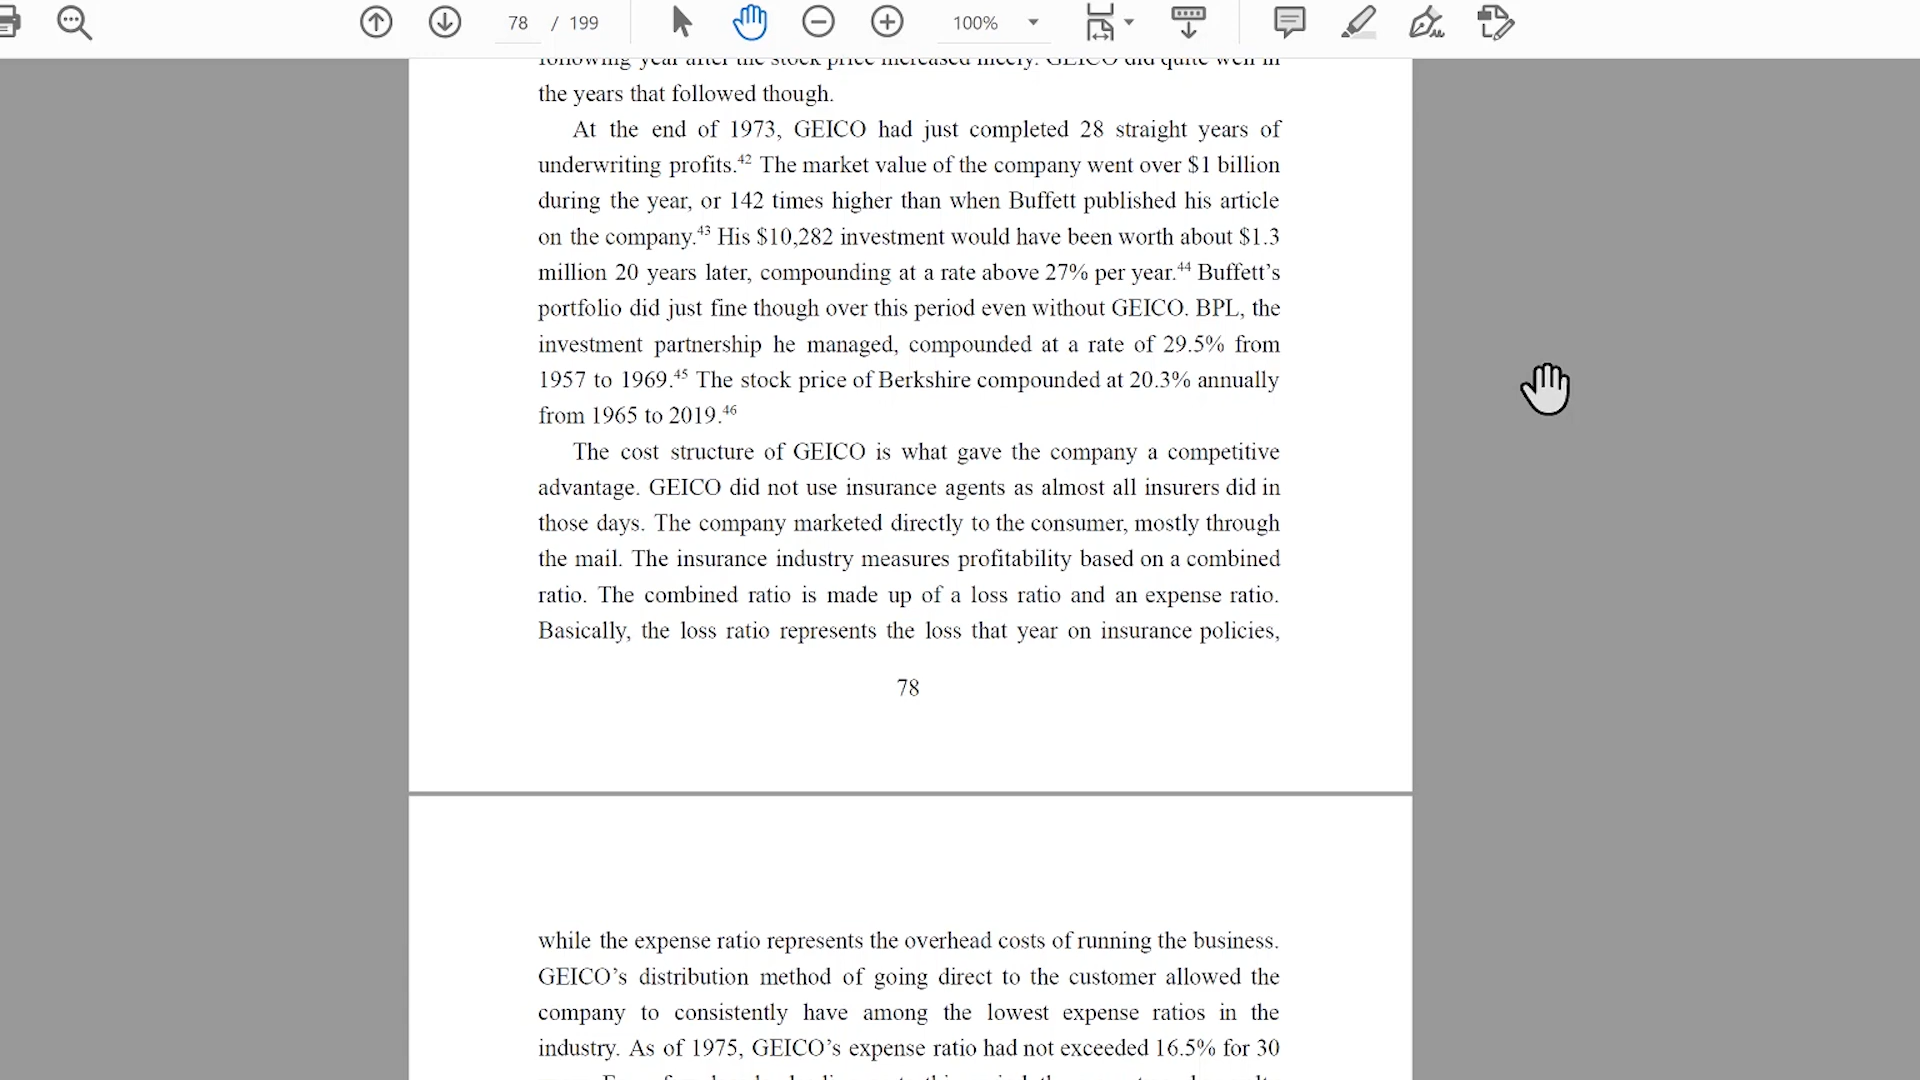 78 / 199 100%
following year after the stock price increased nicely. GEICO did quite well in
the years that followed though.
At the end of 1973, GEICO had just completed 28 straight years of
underwriting profits.42 The market value of the company went over $1 billion
during the year, or 142 times higher than when Buffett published his article
on the company.43 His $10,282 investment would have been worth about $1.3
million 20 years later, compounding at a rate above 27% per year.44 Buffett’s
portfolio did just fine though over this period even without GEICO. BPL, the
investment partnership he managed, compounded at a rate of 29.5% from
1957 to 1969.45 The stock price of Berkshire compounded at 20.3% annually
from 1965 to 2019.46
The cost structure of GEICO is what gave the company a competitive
advantage. GEICO did not use insurance agents as almost all insurers did in
those days. The company marketed directly to the consumer, mostly through
the mail. The insurance industry measures profitability based on a combined
ratio. The combined ratio is made up of a loss ratio and an expense ratio.
Basically, the loss ratio represents the loss that year on insurance policies,
78
while the expense ratio represents the overhead costs of running the business.
GEICO’s distribution method of going direct to the customer allowed the
company to consistently have among the lowest expense ratios in the
industry. As of 1975, GEICO’s expense ratio had not exceeded 16.5% for 30